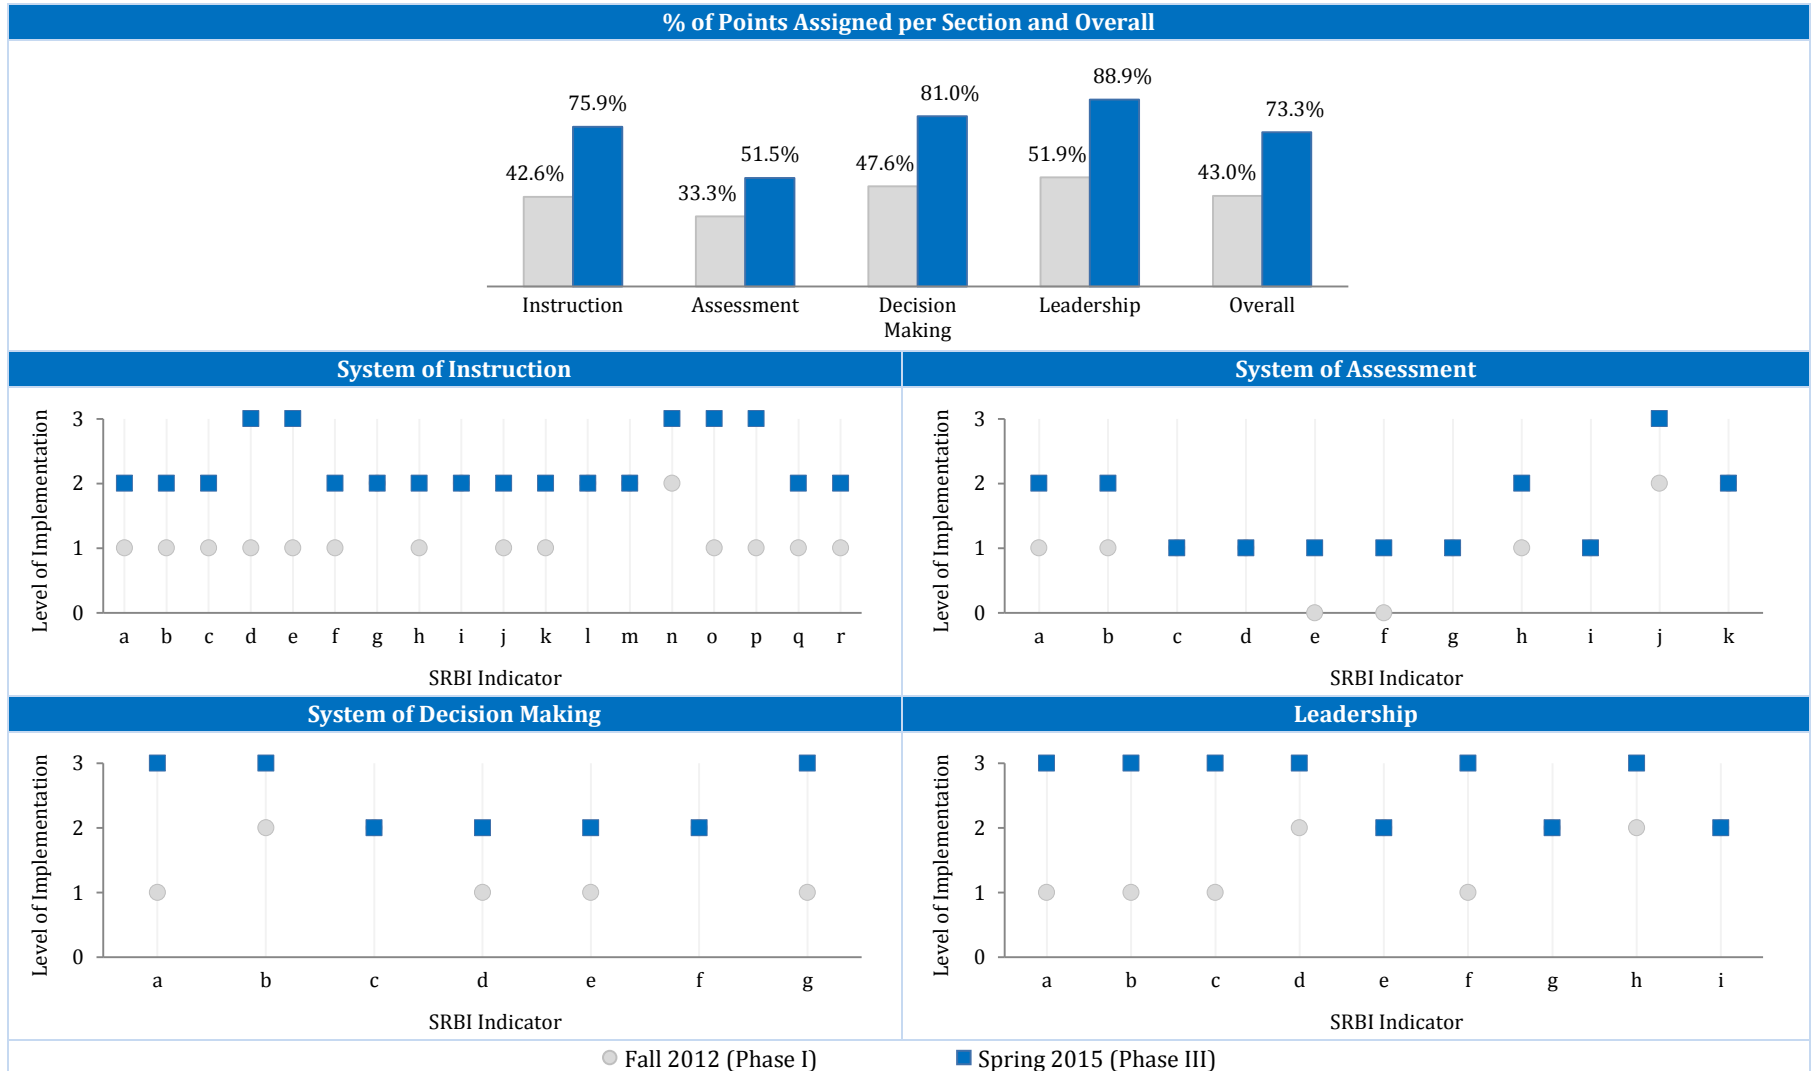 % of Points Assigned per Section and Overall
42.6%
75.9%
33.3%
51.5%
47.6%
81.0%
51.9%
88.9%
43.0%
73.3%
Instruction
Assessment
Decision
Making
Leadership
Overall
System of Instruction
Level of Implementation
3
2
1
0
a b c d e f g h i j k l m n o p q r
SRBI Indicator
System of Assessment
Level of Implementation
3
2
1
0
a b c d e f g h i j k
SRBI Indicator
System of Decision Making
Level of Implementation
3
2
1
0
a b c d e f g
SRBI Indicator
Leadership
Level of Implementation
3
2
1
0
a b c d e f g h i
SRBI Indicator
Fall 2012 (Phase I)
Spring 2015 (Phase III)